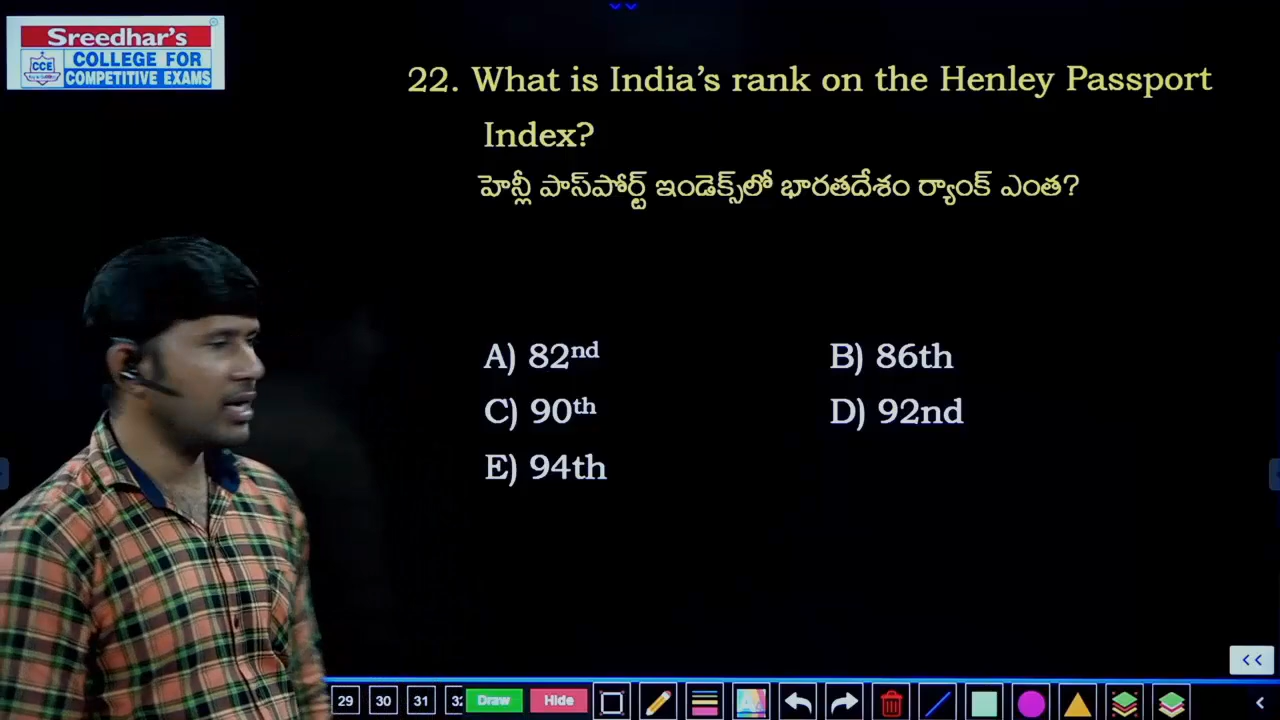 Sreedhar's
CCE
COLLEGE FOR
COMPETITIVE EXAMS
22. What is India's rank on the Henley Passport
Index?
హెన్లీ పాస్‌పోర్ట్ ఇండెక్స్‌లో భారతదేశం ర్యాంక్ ఎంత?
A) 82nd
B) 86th
C) 90th
D) 92nd
E) 94th
29 30 31 Draw Hide